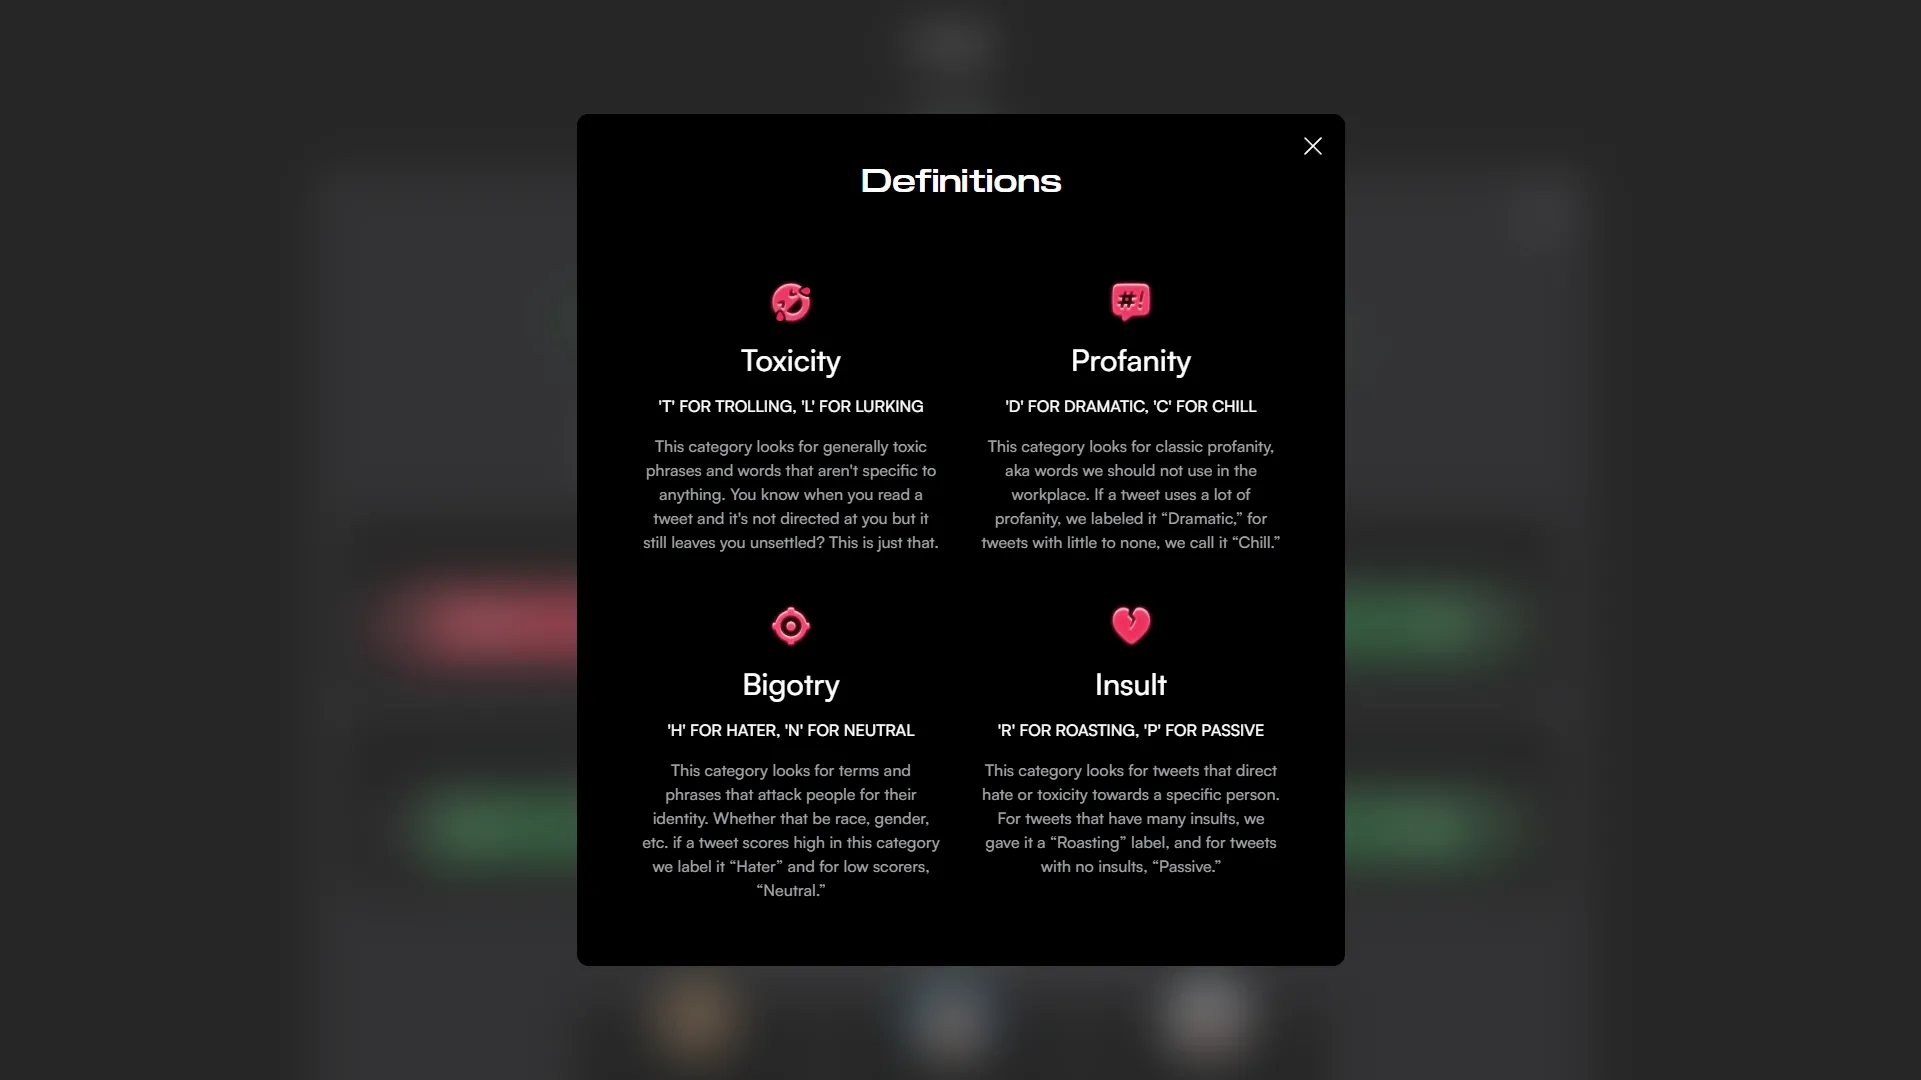 Definitions
Toxicity
'T' FOR TROLLING, 'L' FOR LURKING
This category looks for generally toxic
phrases and words that aren't specific to
anything. You know when you read a
tweet and it's not directed at you but it
still leaves you unsettled? This is just that.
#!
Profanity
'D' FOR DRAMATIC, 'C' FOR CHILL
This category looks for classic profanity,
aka words we should not use in the
workplace. If a tweet uses a lot of
profanity, we labeled it “Dramatic,” for
tweets with little to none, we call it “Chill.”
Bigotry
'H' FOR HATER, 'N' FOR NEUTRAL
This category looks for terms and
phrases that attack people for their
identity. Whether that be race, gender,
etc. if a tweet scores high in this category
we label it “Hater” and for low scorers,
“Neutral.”
Insult
'R' FOR ROASTING, 'P' FOR PASSIVE
This category looks for tweets that direct
hate or toxicity towards a specific person.
For tweets that have many insults, we
gave it a “Roasting” label, and for tweets
with no insults, “Passive.”